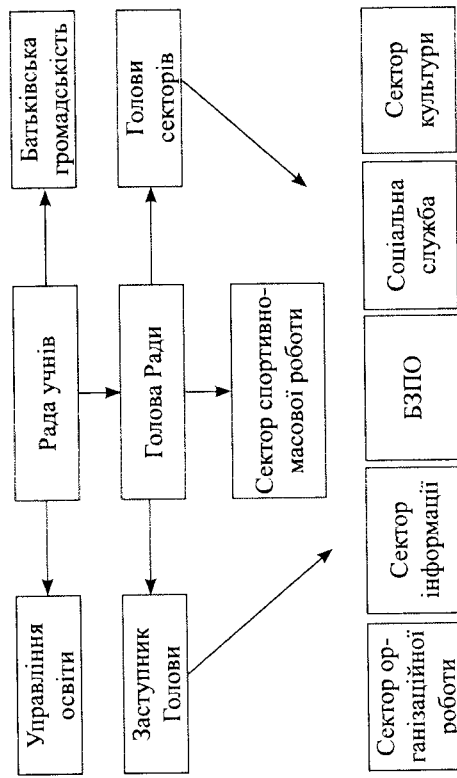 Управління
освіти
Рада учнів
Батьківська
громадськість
Заступник
Голови
Голова Ради
Голови
секторів
Сектор спортивно-
масової роботи
Сектор ор-
ганізаційної
роботи
Сектор
інформації
БЗПО
Соціальна
служба
Сектор
культури